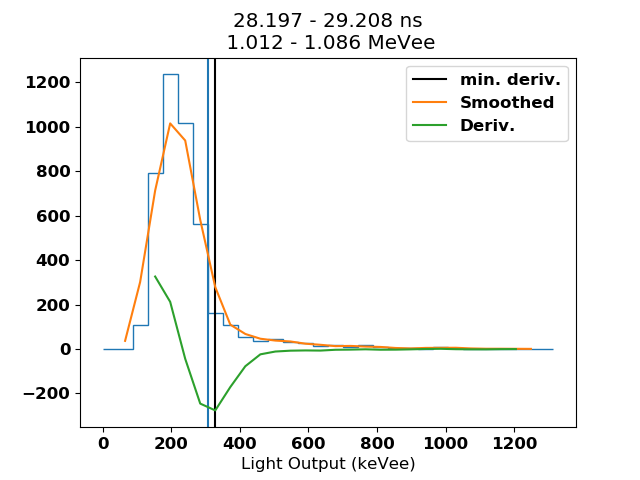 28.197 - 29.208 ns
1.012 - 1.086 MeVee
min. deriv.
Smoothed
Deriv.
1200
1000
800
600
400
200
0
−200
0 200 400 600 800 1000 1200
Light Output (keVee)